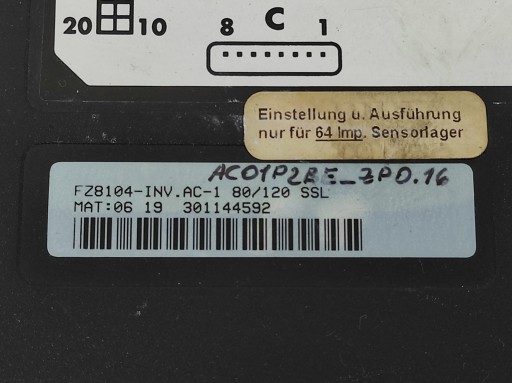 20 10 8 C 1
Einstellung u. Ausführung
nur für 64 Imp. Sensorlager
AC01P2BE_ZPD.16
FZ8104-INV.AC-1 80/120 SSL
MAT:06 19 301144592